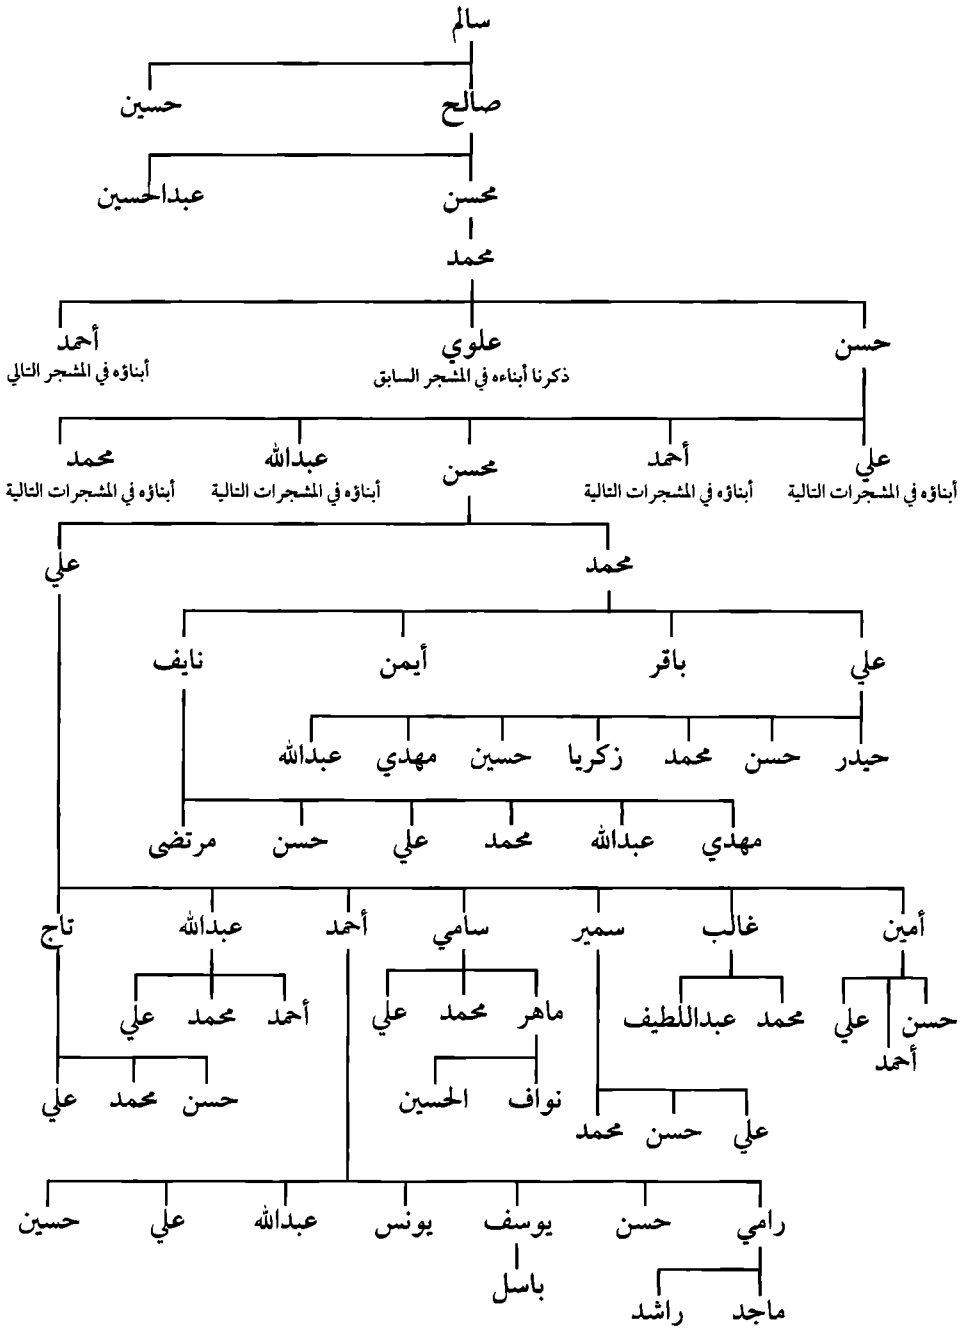 سالم
صالح حسين
محسن عبدالحسين
محمد
حسن علوي أحمد
ذكرنا أبناءه في المشجر السابق أبناؤه في المشجر التالي
علي أحمد محسن عبدالله محمد
أبناؤه في المشجرات التالية أبناؤه في المشجرات التالية أبناؤه في المشجرات التالية أبناؤه في المشجرات التالية
محمد علي
علي باقر أيمن نايف
حيدر حسن محمد زكريا حسين مهدي عبدالله
مهدي عبدالله محمد علي حسن مرتضى
أمين غالب سمير سامي أحمد عبدالله تاج
حسن علي محمد عبداللطيف ماهر محمد علي أحمد محمد علي
أحمد
نواف الحسين حسن محمد علي
علي حسن محمد
رامي حسن يوسف يونس عبدالله علي حسين
باسل
ماجد راشد